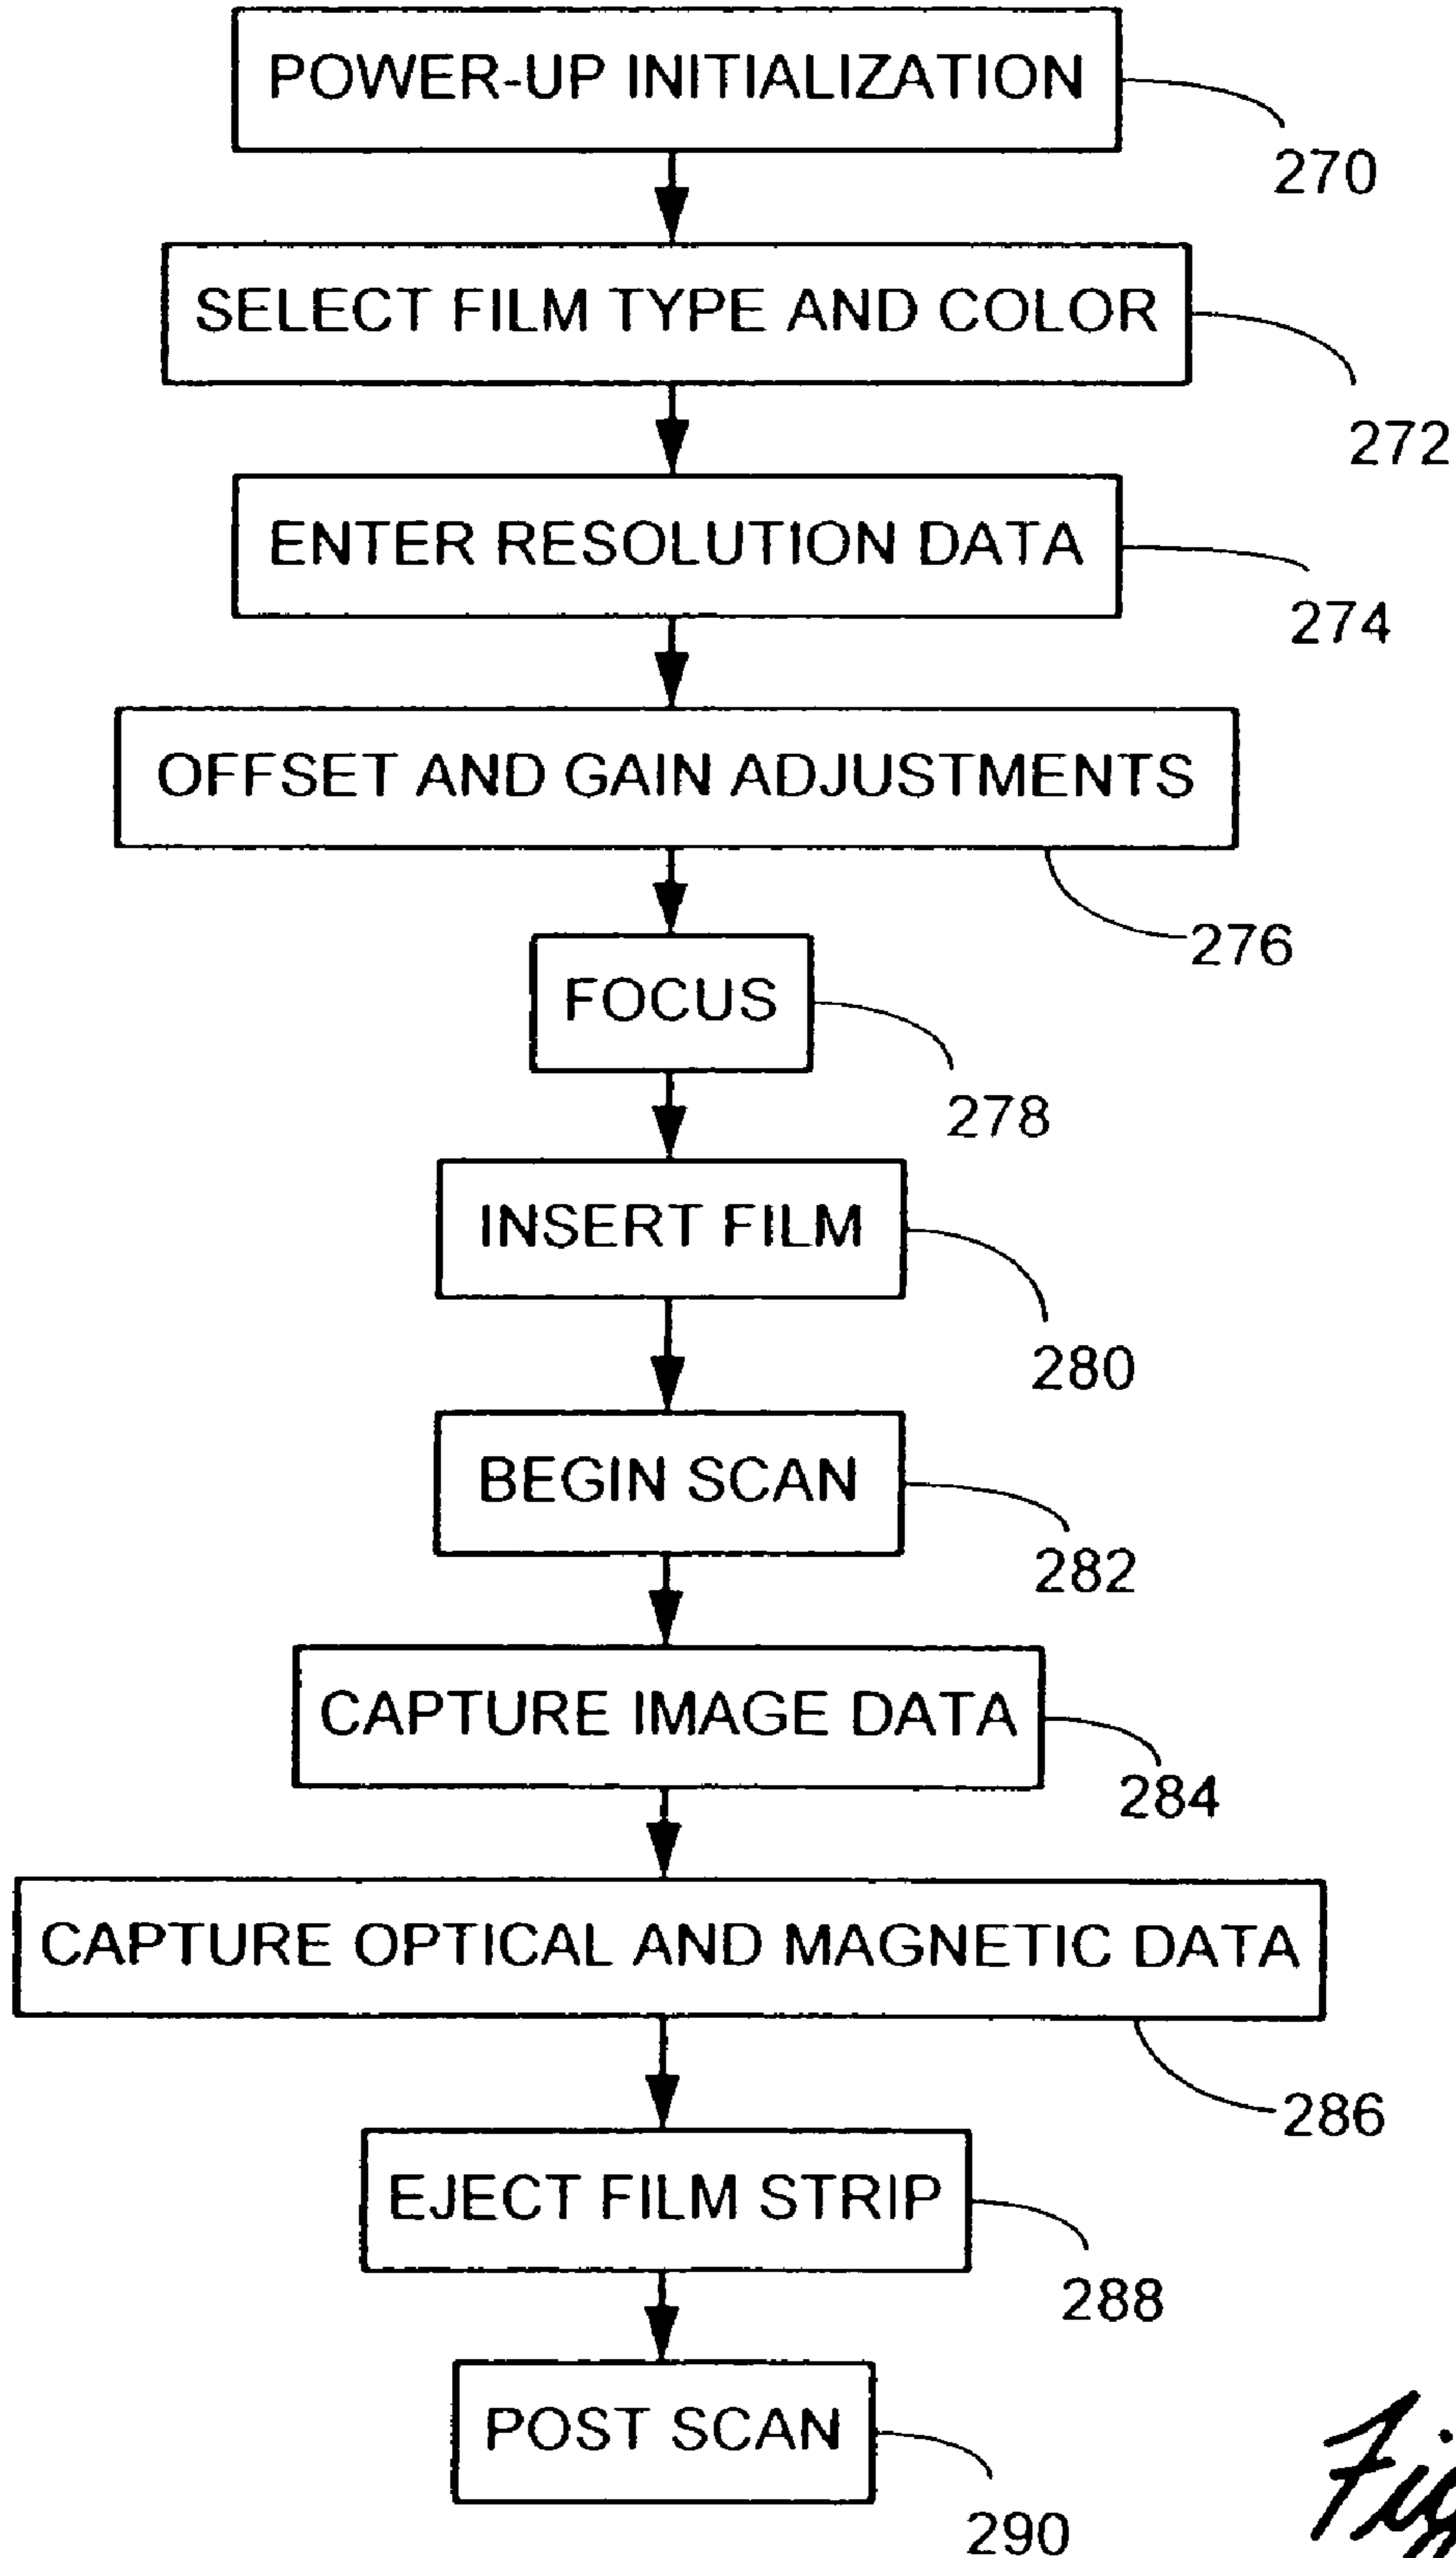 POWER-UP INITIALIZATION
270
SELECT FILM TYPE AND COLOR
272
ENTER RESOLUTION DATA
274
OFFSET AND GAIN ADJUSTMENTS
276
FOCUS
278
INSERT FILM
280
BEGIN SCAN
282
CAPTURE IMAGE DATA
284
CAPTURE OPTICAL AND MAGNETIC DATA
286
EJECT FILM STRIP
288
POST SCAN
290